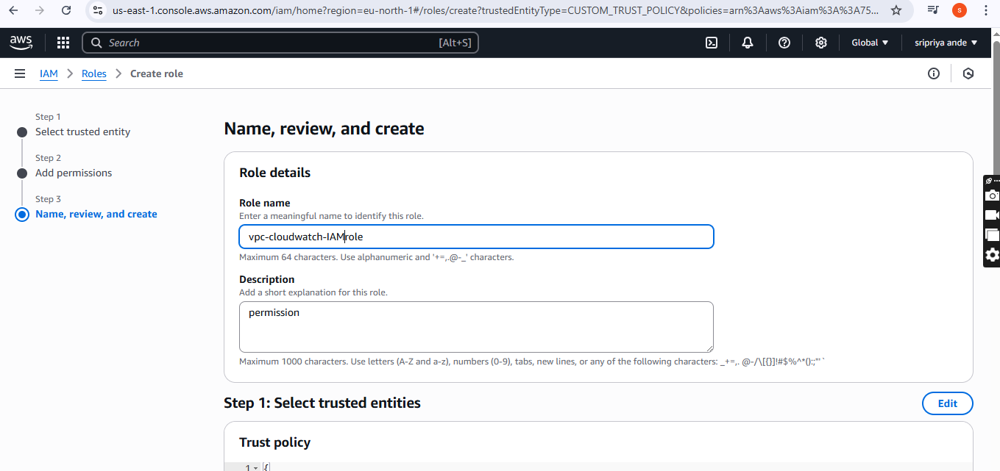 us-east-1.console.aws.amazon.com/iam/home?region=eu-north-1#/roles/create?trustedEntityType=CUSTOM_TRUST_POLICY&policies=arn%3Aaws%3Aiam%3A%3A75...
S
aws
Search [Alt+S]
Global ▼
sripriya ande ▼
IAM > Roles > Create role
Step 1
Select trusted entity
Step 2
Add permissions
Step 3
Name, review, and create
Name, review, and create
Role details
Role name
Enter a meaningful name to identify this role.
vpc-cloudwatch-IAMrole
Maximum 64 characters. Use alphanumeric and '+=,.@-_' characters.
Description
Add a short explanation for this role.
permission
Maximum 1000 characters. Use letters (A-Z and a-z), numbers (0-9), tabs, new lines, or any of the following characters: _+=,. @-/\[{}]!#$%^*();:"'`
Step 1: Select trusted entities
Edit
Trust policy
1 {